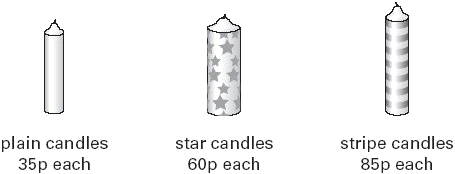 plain candles
35p each
star candles
60p each
stripe candles
85p each